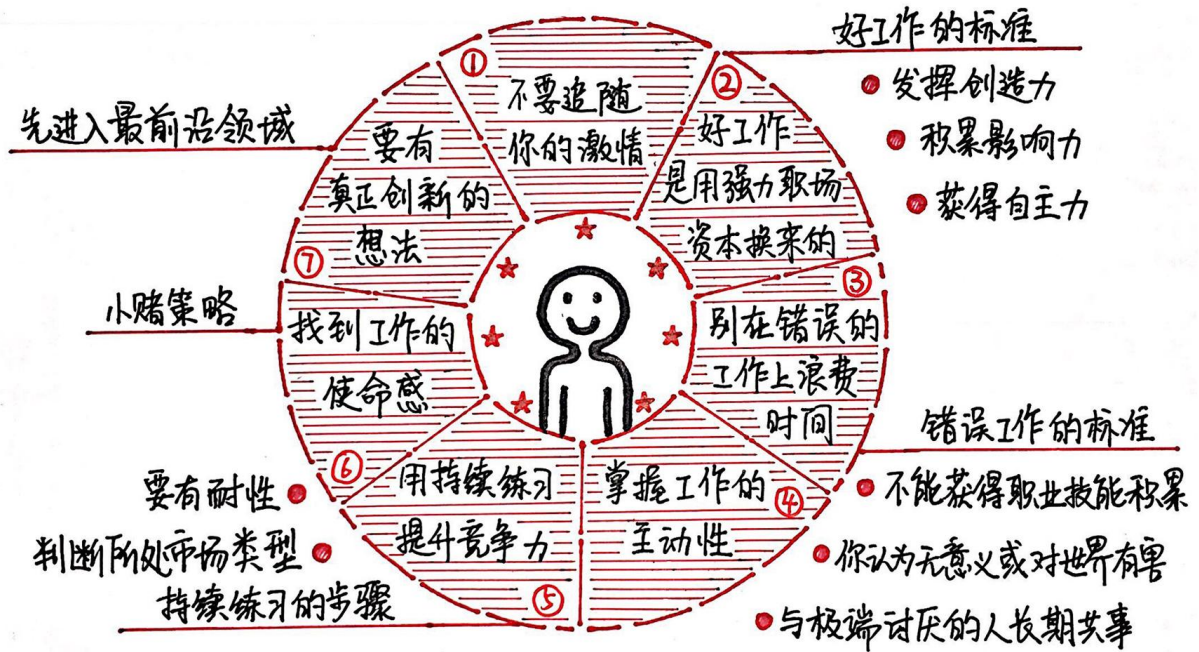 ①
不要追随
你的激情
②
好工作
是用强力职场
资本换来的
好工作的标准
发挥创造力
积累影响力
获得自主力
③
别在错误的
工作上浪费
时间
错误工作的标准
不能获得职业技能积累
你认为无意义或对世界有害
与极端讨厌的人长期共事
④
掌握工作的
主动性
⑤
用持续练习
提升竞争力
持续练习的步骤
判断所处市场类型
要有耐性
⑥
找到工作的
使命感
小赌策略
⑦
要有
真正创新的
想法
先进入最前沿领域